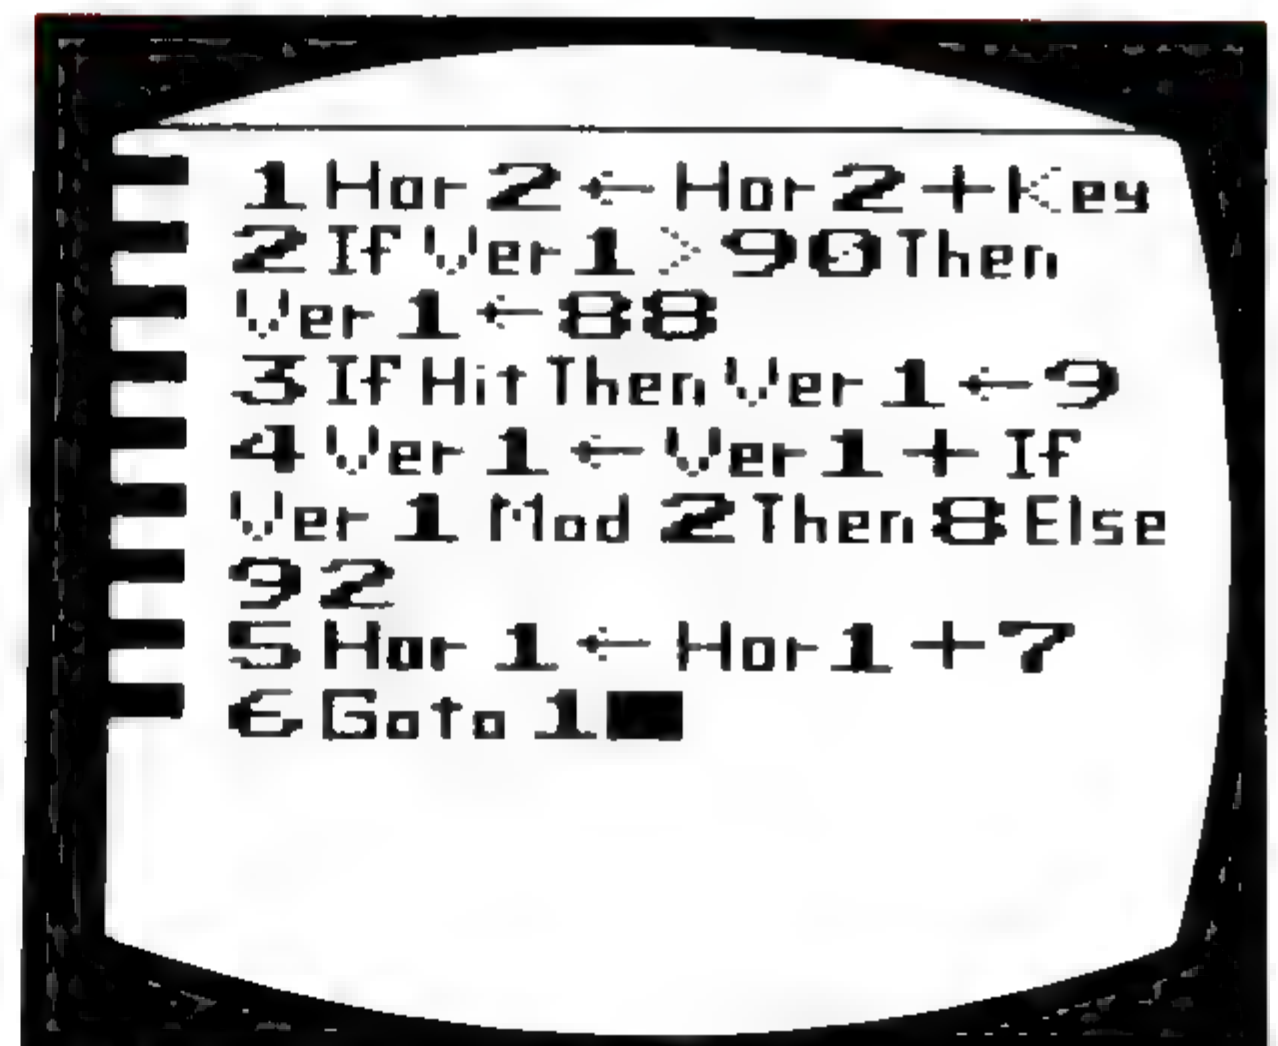 1 Hor 2 ← Hor 2 + Key
2 If Ver 1 > 90 Then
Ver 1 ← 88
3 If Hit Then Ver 1 ← 9
4 Ver 1 ← Ver 1 + If
Ver 1 Mod 2 Then 8 Else
92
5 Hor 1 ← Hor 1 + 7
6 Goto 1